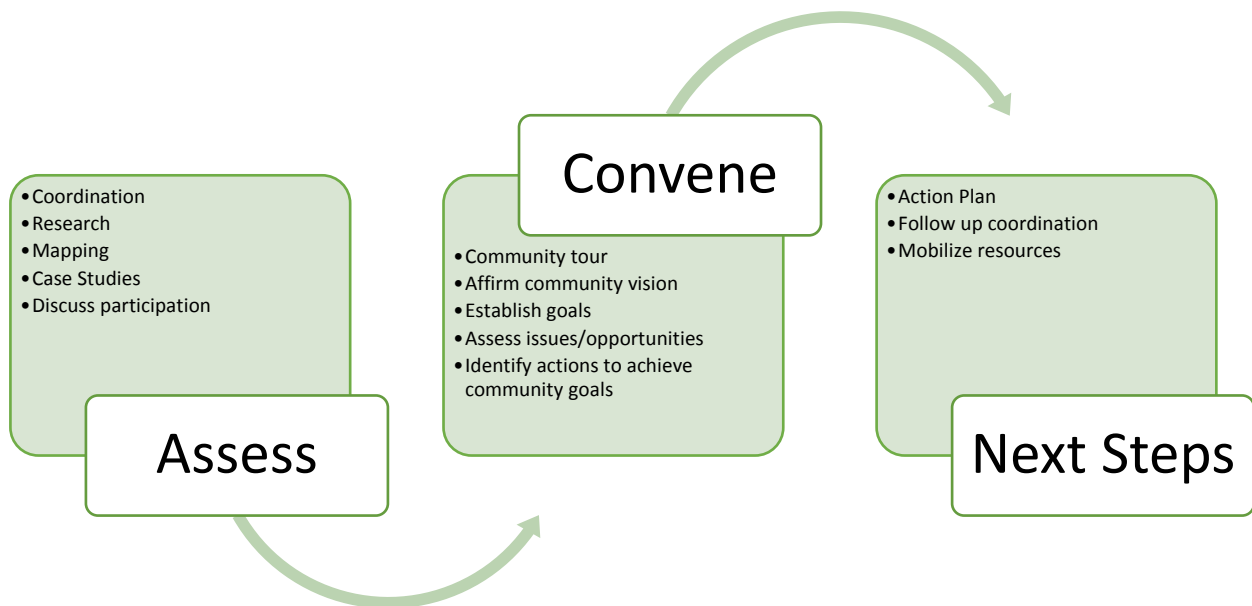 •Coordination
•Research
•Mapping
•Case Studies
•Discuss participation
Assess
Convene
•Community tour
•Affirm community vision
•Establish goals
•Assess issues/opportunities
•Identify actions to achieve
community goals
•Action Plan
•Follow up coordination
•Mobilize resources
Next Steps